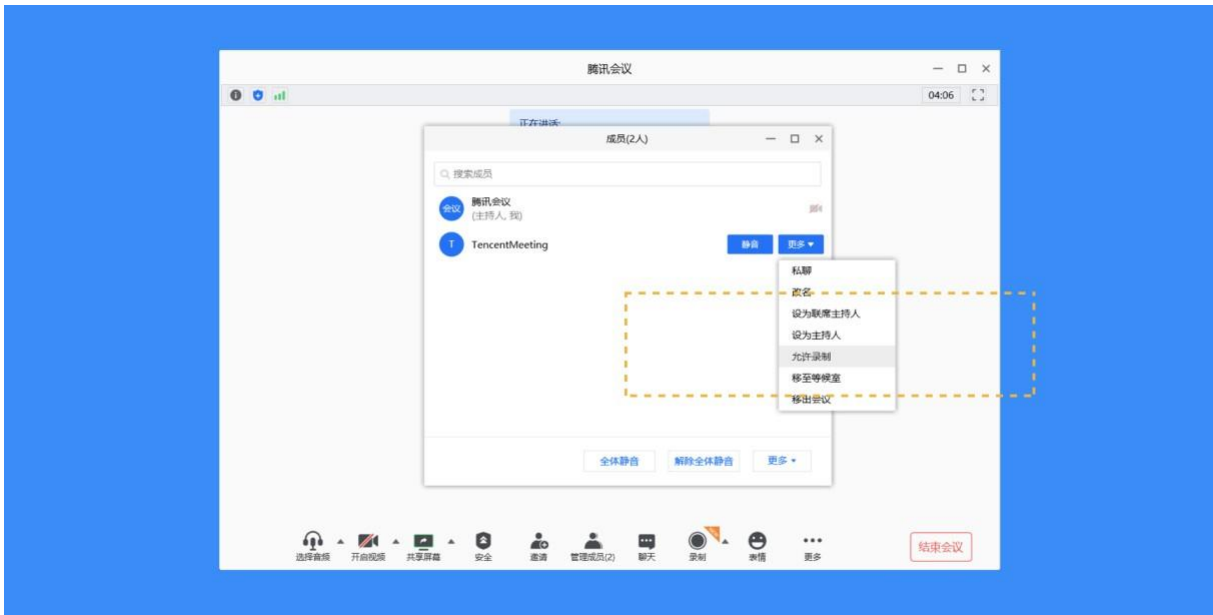 腾讯会议
04:06
正在讲话:
成员(2人)
搜索成员
会议
腾讯会议
(主持人, 我)
T
TencentMeeting
静音
更多
私聊
改名
设为联席主持人
设为主持人
允许录制
移至等候室
移出会议
全体静音
解除全体静音
更多
选择音频
开启视频
共享屏幕
安全
邀请
管理成员(2)
聊天
录制
表情
更多
结束会议